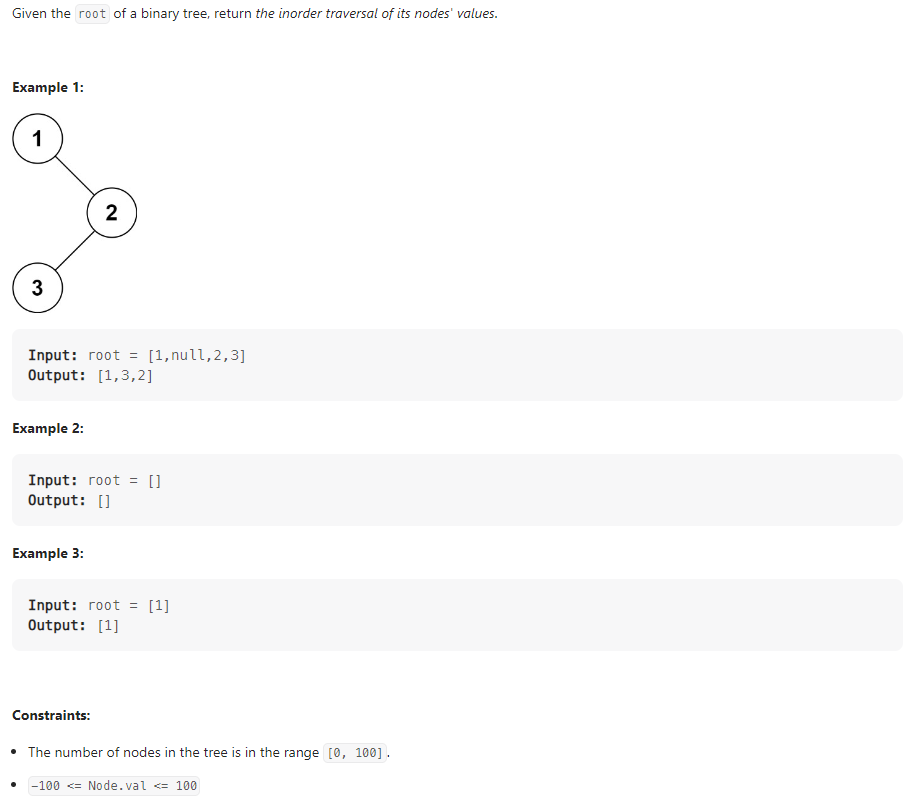 Given the root of a binary tree, return the inorder traversal of its nodes' values.
Example 1:
1
2
3
Input: root = [1,null,2,3]
Output: [1,3,2]
Example 2:
Input: root = []
Output: []
Example 3:
Input: root = [1]
Output: [1]
Constraints:
• The number of nodes in the tree is in the range [0, 100].
• -100 <= Node.val <= 100